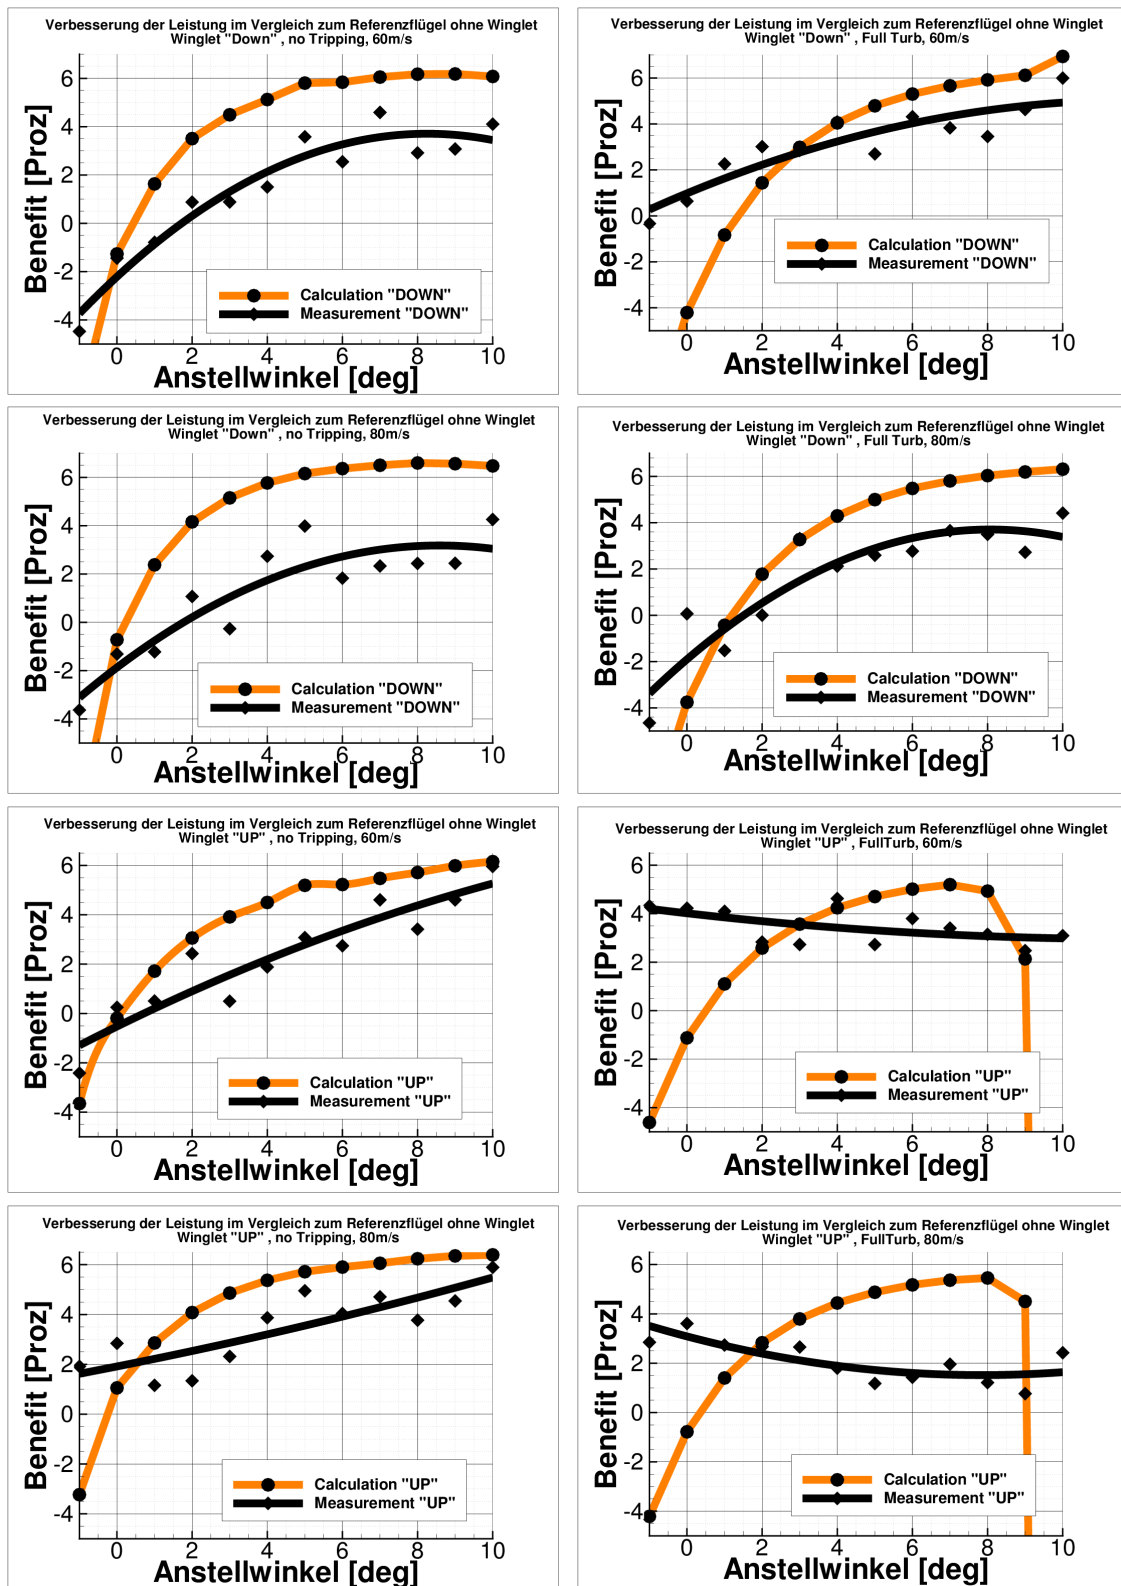 Verbesserung der Leistung im Vergleich zum Referenzflügel ohne Winglet
Winglet "Down" , no Tripping, 60m/s
6
4
2
0
-2
-4
Benefit [Proz]
Calculation "DOWN"
Measurement "DOWN"
0 2 4 6 8 10
Anstellwinkel [deg]
Verbesserung der Leistung im Vergleich zum Referenzflügel ohne Winglet
Winglet "Down" , Full Turb, 60m/s
6
4
2
0
-2
-4
Benefit [Proz]
Calculation "DOWN"
Measurement "DOWN"
0 2 4 6 8 10
Anstellwinkel [deg]
Verbesserung der Leistung im Vergleich zum Referenzflügel ohne Winglet
Winglet "Down" , no Tripping, 80m/s
6
4
2
0
-2
-4
Benefit [Proz]
Calculation "DOWN"
Measurement "DOWN"
0 2 4 6 8 10
Anstellwinkel [deg]
Verbesserung der Leistung im Vergleich zum Referenzflügel ohne Winglet
Winglet "Down" , Full Turb, 80m/s
6
4
2
0
-2
-4
Benefit [Proz]
Calculation "DOWN"
Measurement "DOWN"
0 2 4 6 8 10
Anstellwinkel [deg]
Verbesserung der Leistung im Vergleich zum Referenzflügel ohne Winglet
Winglet "UP" , no Tripping, 60m/s
6
4
2
0
-2
-4
Benefit [Proz]
Calculation "UP"
Measurement "UP"
0 2 4 6 8 10
Anstellwinkel [deg]
Verbesserung der Leistung im Vergleich zum Referenzflügel ohne Winglet
Winglet "UP" , FullTurb, 60m/s
6
4
2
0
-2
-4
Benefit [Proz]
Calculation "UP"
Measurement "UP"
0 2 4 6 8 10
Anstellwinkel [deg]
Verbesserung der Leistung im Vergleich zum Referenzflügel ohne Winglet
Winglet "UP" , no Tripping, 80m/s
6
4
2
0
-2
-4
Benefit [Proz]
Calculation "UP"
Measurement "UP"
0 2 4 6 8 10
Anstellwinkel [deg]
Verbesserung der Leistung im Vergleich zum Referenzflügel ohne Winglet
Winglet "UP" , FullTurb, 80m/s
6
4
2
0
-2
-4
Benefit [Proz]
Calculation "UP"
Measurement "UP"
0 2 4 6 8 10
Anstellwinkel [deg]